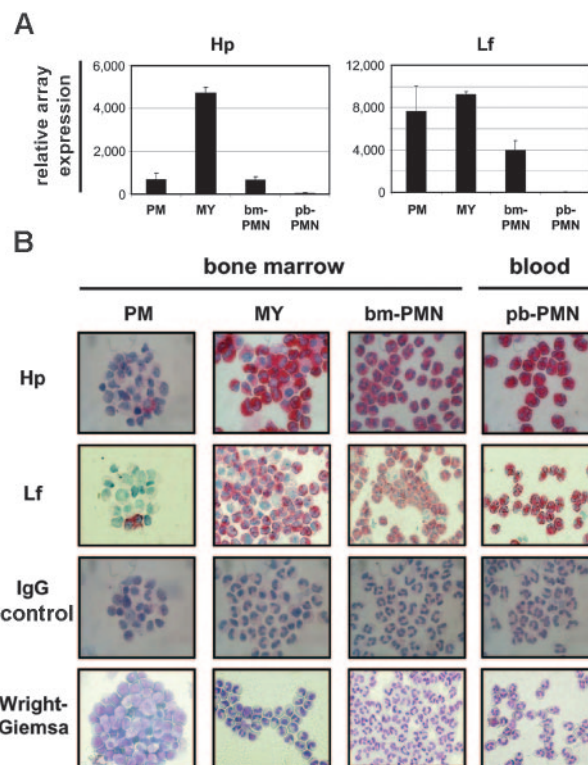 A
Hp
Lf
relative array
expression
6,000
4,000
2,000
0
PM
MY
bm-
PMN
pb-
PMN
12,000
8,000
4,000
0
PM
MY
bm-
PMN
pb-
PMN
B
bone marrow
blood
PM
MY
bm-PMN
pb-PMN
Hp
Lf
IgG
control
Wright-
Giemsa